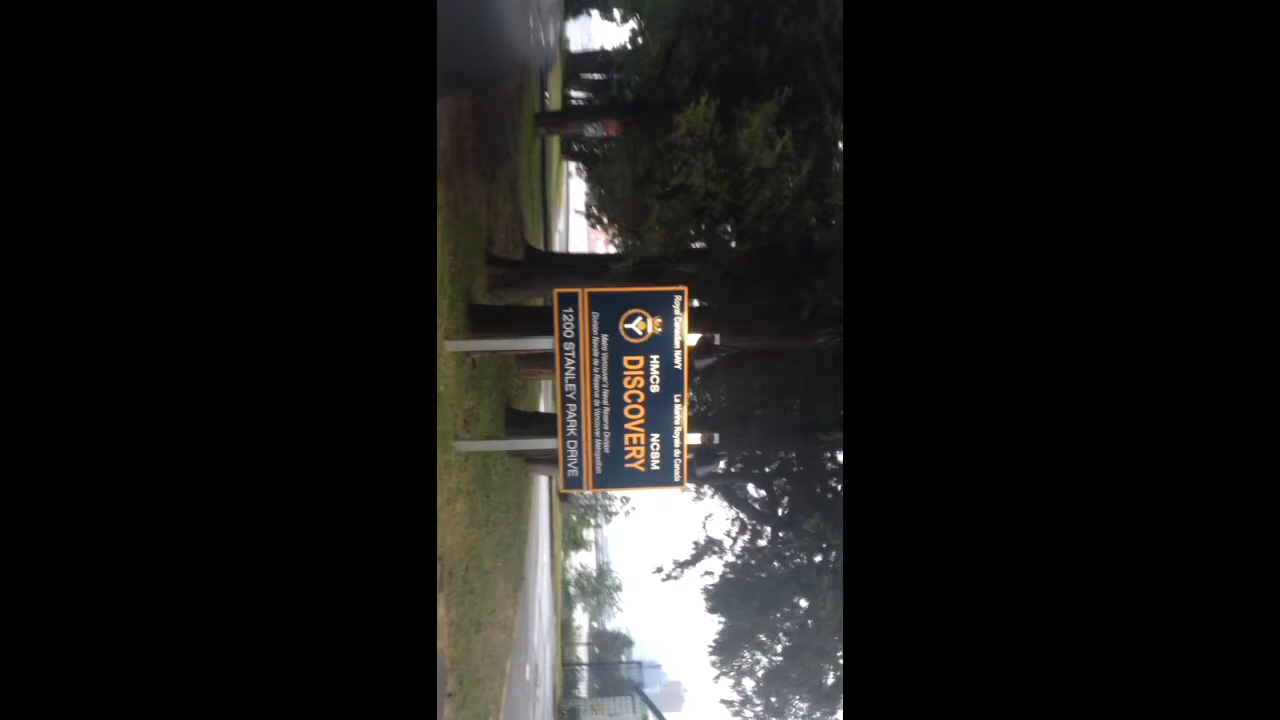 Royal Canadian NAVY La Marine Royale du Canada
HMCS NCSM
DISCOVERY
Metro Vancouver's Naval Reserve Division
Division Navale de la Réserve de Vancouver Métropolitain
1200 STANLEY PARK DRIVE